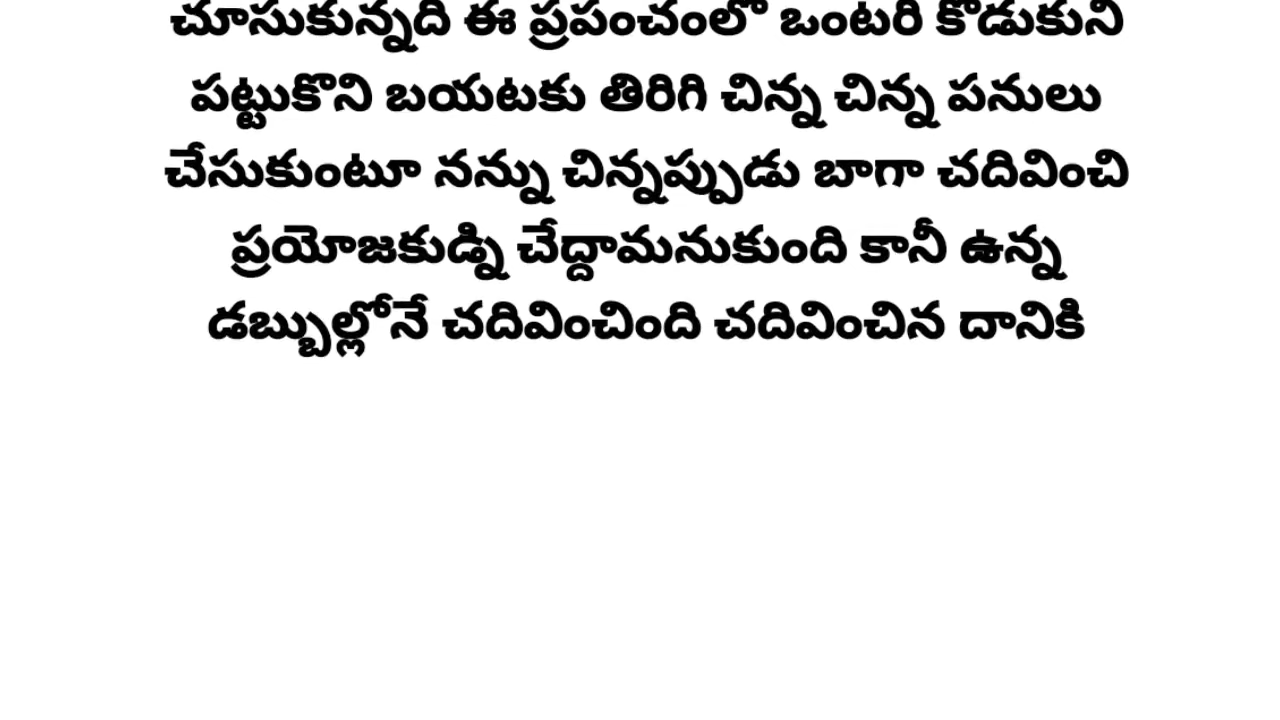 చూసుకున్నది ఈ ప్రపంచంలో ఒంటరి కొడుకుని
పట్టుకొని బయటకు తిరిగి చిన్న చిన్న పనులు
చేసుకుంటూ నన్ను చిన్నప్పుడు బాగా చదివించి
ప్రయోజకుడ్ని చేద్దామనుకుంది కానీ ఉన్న
డబ్బుల్లోనే చదివించింది చదివించిన దానికి